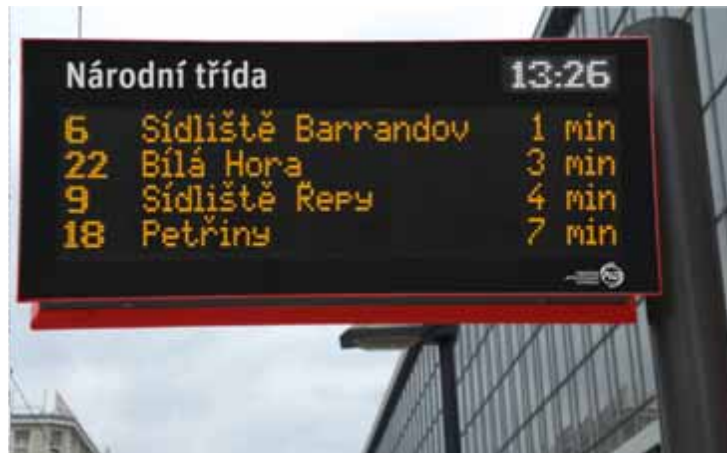 Národní třída 13:26
6 Sídliště Barrandov 1 min
22 Bílá Hora 3 min
9 Sídliště Řepy 4 min
18 Petřiny 7 min